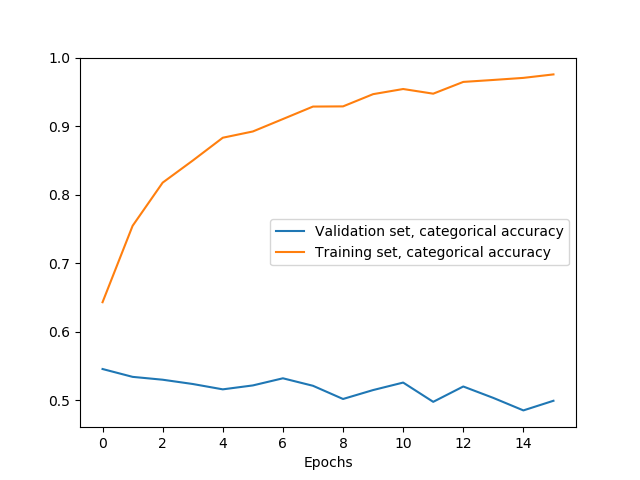 1.0
0.9
0.8
0.7
0.6
0.5
Validation set, categorical accuracy
Training set, categorical accuracy
0 2 4 6 8 10 12 14
Epochs